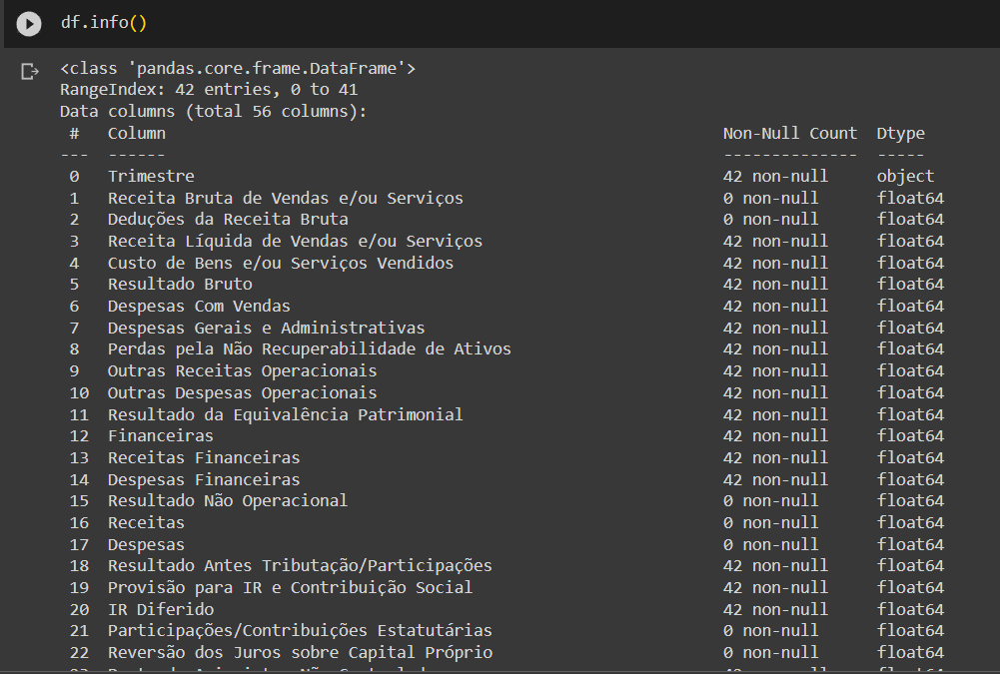 df.info()
<class 'pandas.core.frame.DataFrame'>
RangeIndex: 42 entries, 0 to 41
Data columns (total 56 columns):
# Column Non-Null Count Dtype
--- ------ -------------- -----
0 Trimestre 42 non-null object
1 Receita Bruta de Vendas e/ou Serviços 0 non-null float64
2 Deduções da Receita Bruta 0 non-null float64
3 Receita Líquida de Vendas e/ou Serviços 42 non-null float64
4 Custo de Bens e/ou Serviços Vendidos 42 non-null float64
5 Resultado Bruto 42 non-null float64
6 Despesas Com Vendas 42 non-null float64
7 Despesas Gerais e Administrativas 42 non-null float64
8 Perdas pela Não Recuperabilidade de Ativos 42 non-null float64
9 Outras Receitas Operacionais 42 non-null float64
10 Outras Despesas Operacionais 42 non-null float64
11 Resultado da Equivalência Patrimonial 42 non-null float64
12 Financeiras 42 non-null float64
13 Receitas Financeiras 42 non-null float64
14 Despesas Financeiras 42 non-null float64
15 Resultado Não Operacional 0 non-null float64
16 Receitas 0 non-null float64
17 Despesas 0 non-null float64
18 Resultado Antes Tributação/Participações 42 non-null float64
19 Provisão para IR e Contribuição Social 42 non-null float64
20 IR Diferido 42 non-null float64
21 Participações/Contribuições Estatutárias 0 non-null float64
22 Reversão dos Juros sobre Capital Próprio 0 non-null float64